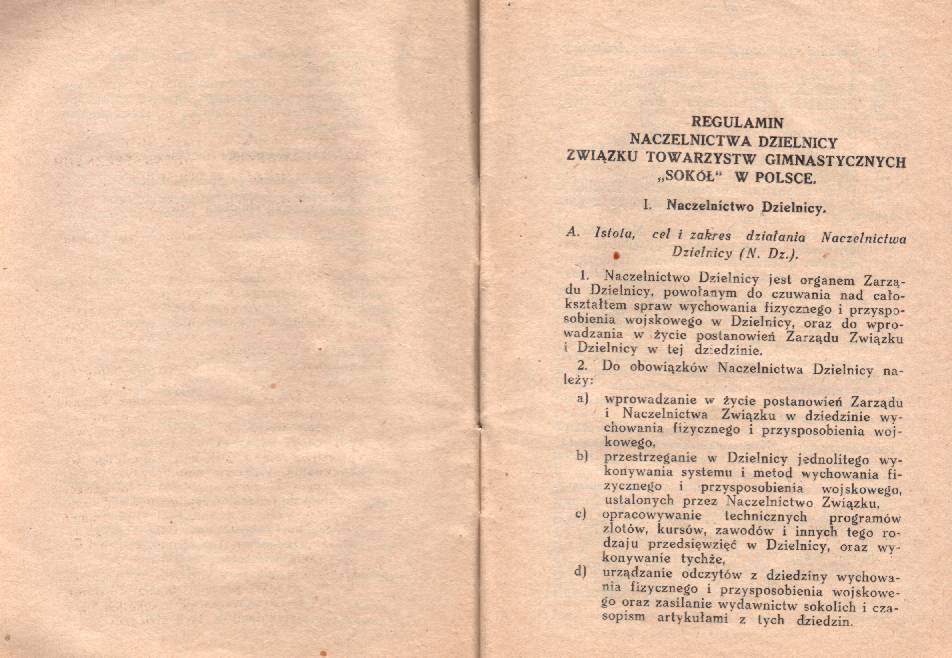 REGULAMIN
NACZELNICTWA DZIELNICY
ZWIĄZKU TOWARZYSTW GIMNASTYCZNYCH
„SOKÓŁ“ W POLSCE.
I. Naczelnictwo Dzielnicy.
A. Istota, cel i zakres działania Naczelnictwa
Dzielnicy (N. Dz.).
1. Naczelnictwo Dzielnicy jest organem Zarzą-
du Dzielnicy, powołanym do czuwania nad cało-
kształtem spraw wychowania fizycznego i przyspo-
sobienia wojskowego w Dzielnicy, oraz do wpro-
wadzania w życie postanowień Zarządu Związku
i Dzielnicy w tej dziedzinie.
2. Do obowiązków Naczelnictwa Dzielnicy na-
leży:
a) wprowadzanie w życie postanowień Zarządu
i Naczelnictwa Związku w dziedzinie wy-
chowania fizycznego i przysposobienia woj-
kowego,
b) przestrzeganie w Dzielnicy jednolitego wy-
konywania systemu i metod wychowania fi-
zycznego i przysposobienia wojskowego,
ustalonych przez Naczelnictwo Związku,
c) opracowywanie technicznych programów
zlotów, kursów, zawodów i innych tego ro-
dzaju przedsięwzięć w Dzielnicy, oraz wy-
konywanie tychże,
d) urządzanie odczytów z dziedziny wychowa-
nia fizycznego i przysposobienia wojskowe-
go oraz zasilanie wydawnictw sokolich i cza-
sopism artykułami z tych dziedzin.